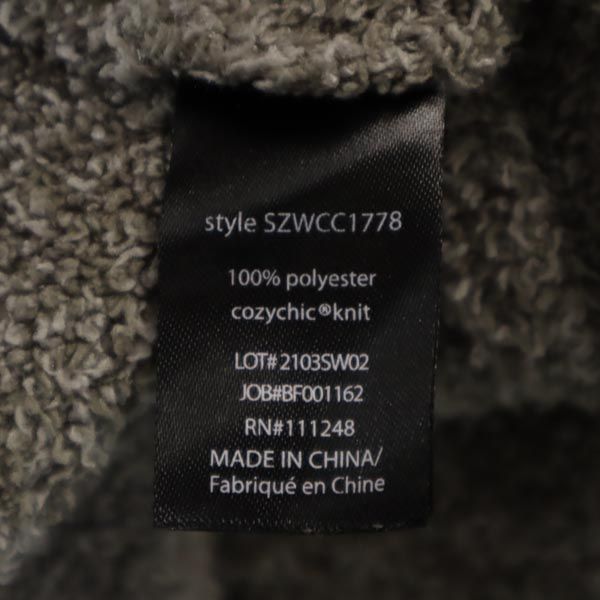 style SZWCC1778
100% polyester
cozychic®knit
LOT# 2103SW02
JOB#BF001162
RN#111248
MADE IN CHINA/
Fabriqué en Chine